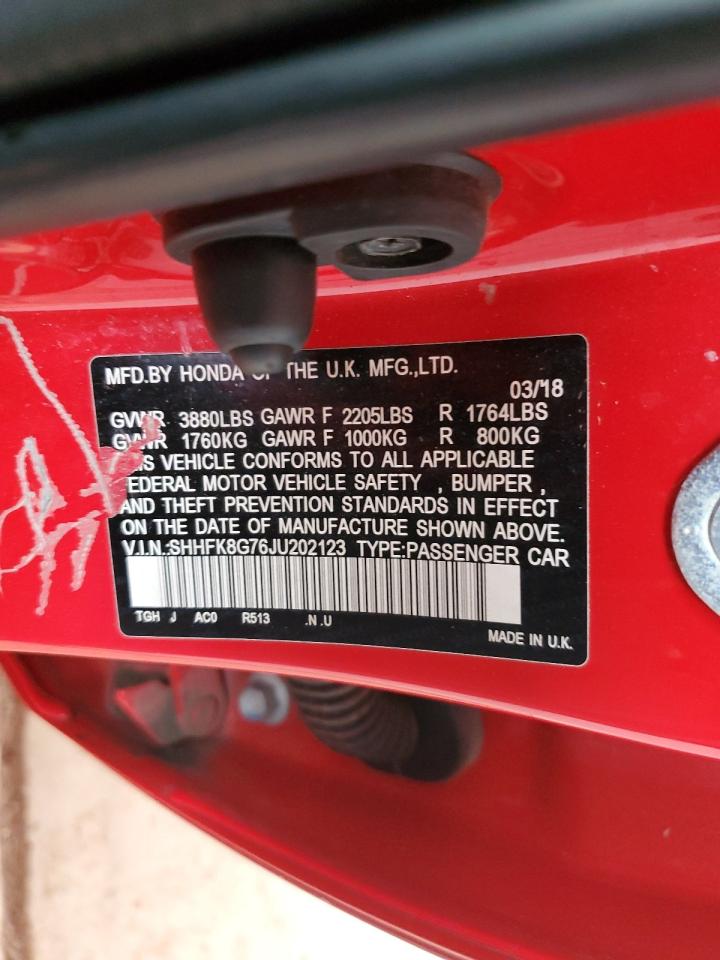 MFD.BY HONDA OF THE U.K. MFG.,LTD.
03/18
GVWR 3880LBS GAWR F 2205LBS R 1764LBS
GVWR 1760KG GAWR F 1000KG R 800KG
VEHICLE CONFORMS TO ALL APPLICABLE
FEDERAL MOTOR VEHICLE SAFETY , BUMPER ,
AND THEFT PREVENTION STANDARDS IN EFFECT
ON THE DATE OF MANUFACTURE SHOWN ABOVE.
V.I.N.:SHHFK8G76JU202123 TYPE:PASSENGER CAR
TGH J AC0 R513 .N .U
MADE IN U.K.